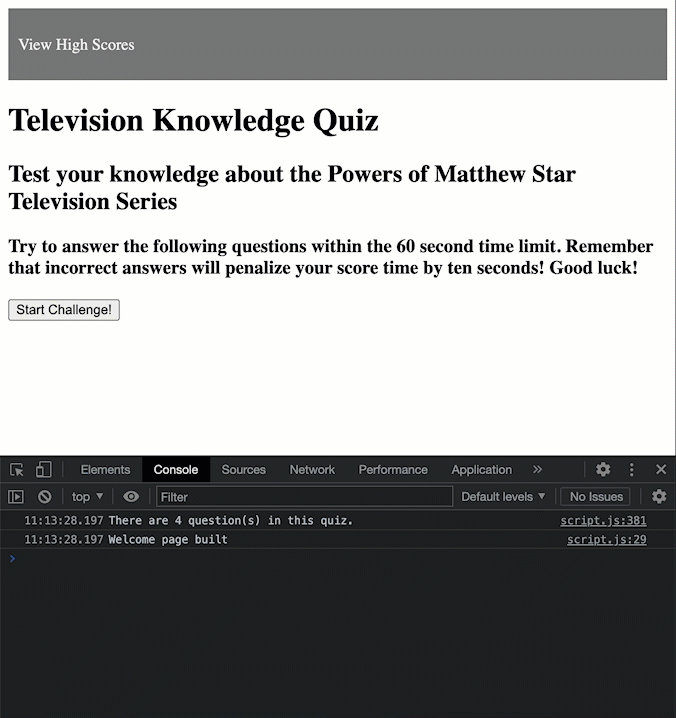 View High Scores
Television Knowledge Quiz
Test your knowledge about the Powers of Matthew Star
Television Series
Try to answer the following questions within the 60 second time limit. Remember
that incorrect answers will penalize your score time by ten seconds! Good luck!
Start Challenge!
Elements Console Sources Network Performance Application »
top ▼ Filter Default levels ▼ No Issues
11:13:28.197 There are 4 question(s) in this quiz. script.js:381
11:13:28.197 Welcome page built script.js:29
>